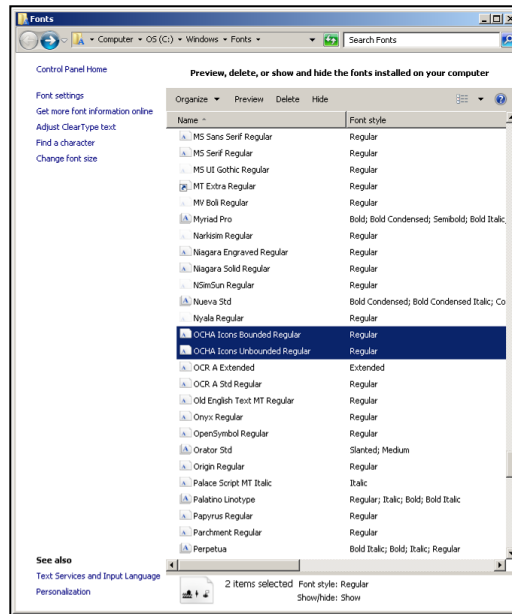 Fonts
Computer • OS (C:) • Windows • Fonts •
Search Fonts
Control Panel Home
Font settings
Get more font information online
Adjust ClearType text
Find a character
Change font size
See also
Text Services and Input Language
Personalization
Preview, delete, or show and hide the fonts installed on your computer
Organize Preview Delete Hide
Name Font style
MS Sans Serif Regular Regular
MS Serif Regular Regular
MS UI Gothic Regular Regular
MT Extra Regular Regular
MV Boli Regular Regular
Myriad Pro Bold; Bold Condensed; Semibold; Bold Italic;
Narkisim Regular Regular
Niagara Engraved Regular Regular
Niagara Solid Regular Regular
NSimSun Regular Regular
Nueva Std Bold Condensed; Bold Condensed Italic; Co
Nyala Regular Regular
OCHA Icons Bounded Regular Regular
OCHA Icons Unbounded Regular Regular
OCR A Extended Extended
OCR A Std Regular Regular
Old English Text MT Regular Regular
Onyx Regular Regular
OpenSymbol Regular Regular
Orator Std Slanted; Medium
Origin Regular Regular
Palace Script MT Italic Italic
Palatino Linotype Regular; Italic; Bold; Bold Italic
Papyrus Regular Regular
Parchment Regular Regular
Perpetua Bold Italic; Bold; Italic; Regular
2 items selected Font style: Regular
Show/hide: Show